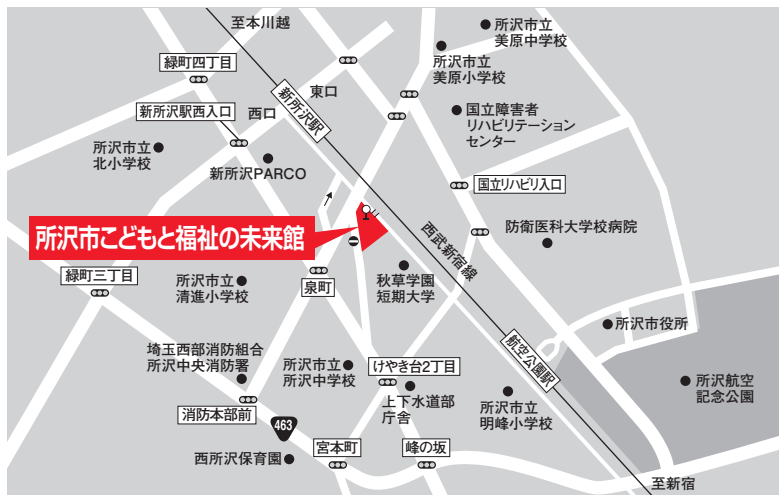 至本川越
所沢市立
美原中学校
所沢市立
美原小学校
緑町四丁目
東口
新所沢駅
新所沢駅西入口
西口
国立障害者
リハビリテーション
センター
所沢市立
北小学校
新所沢PARCO
国立リハビリ入口
所沢市こどもと福祉の未来館
西武新宿線
防衛医科大学校病院
緑町三丁目
所沢市立
清進小学校
泉町
秋草学園
短期大学
航空公園駅
所沢市役所
埼玉西部消防組合
所沢中央消防署
所沢市立
所沢中学校
けやき台2丁目
上下水道部
庁舎
所沢市立
明峰小学校
所沢航空
記念公園
消防本部前
463
宮本町
峰の坂
西所沢保育園
至新宿